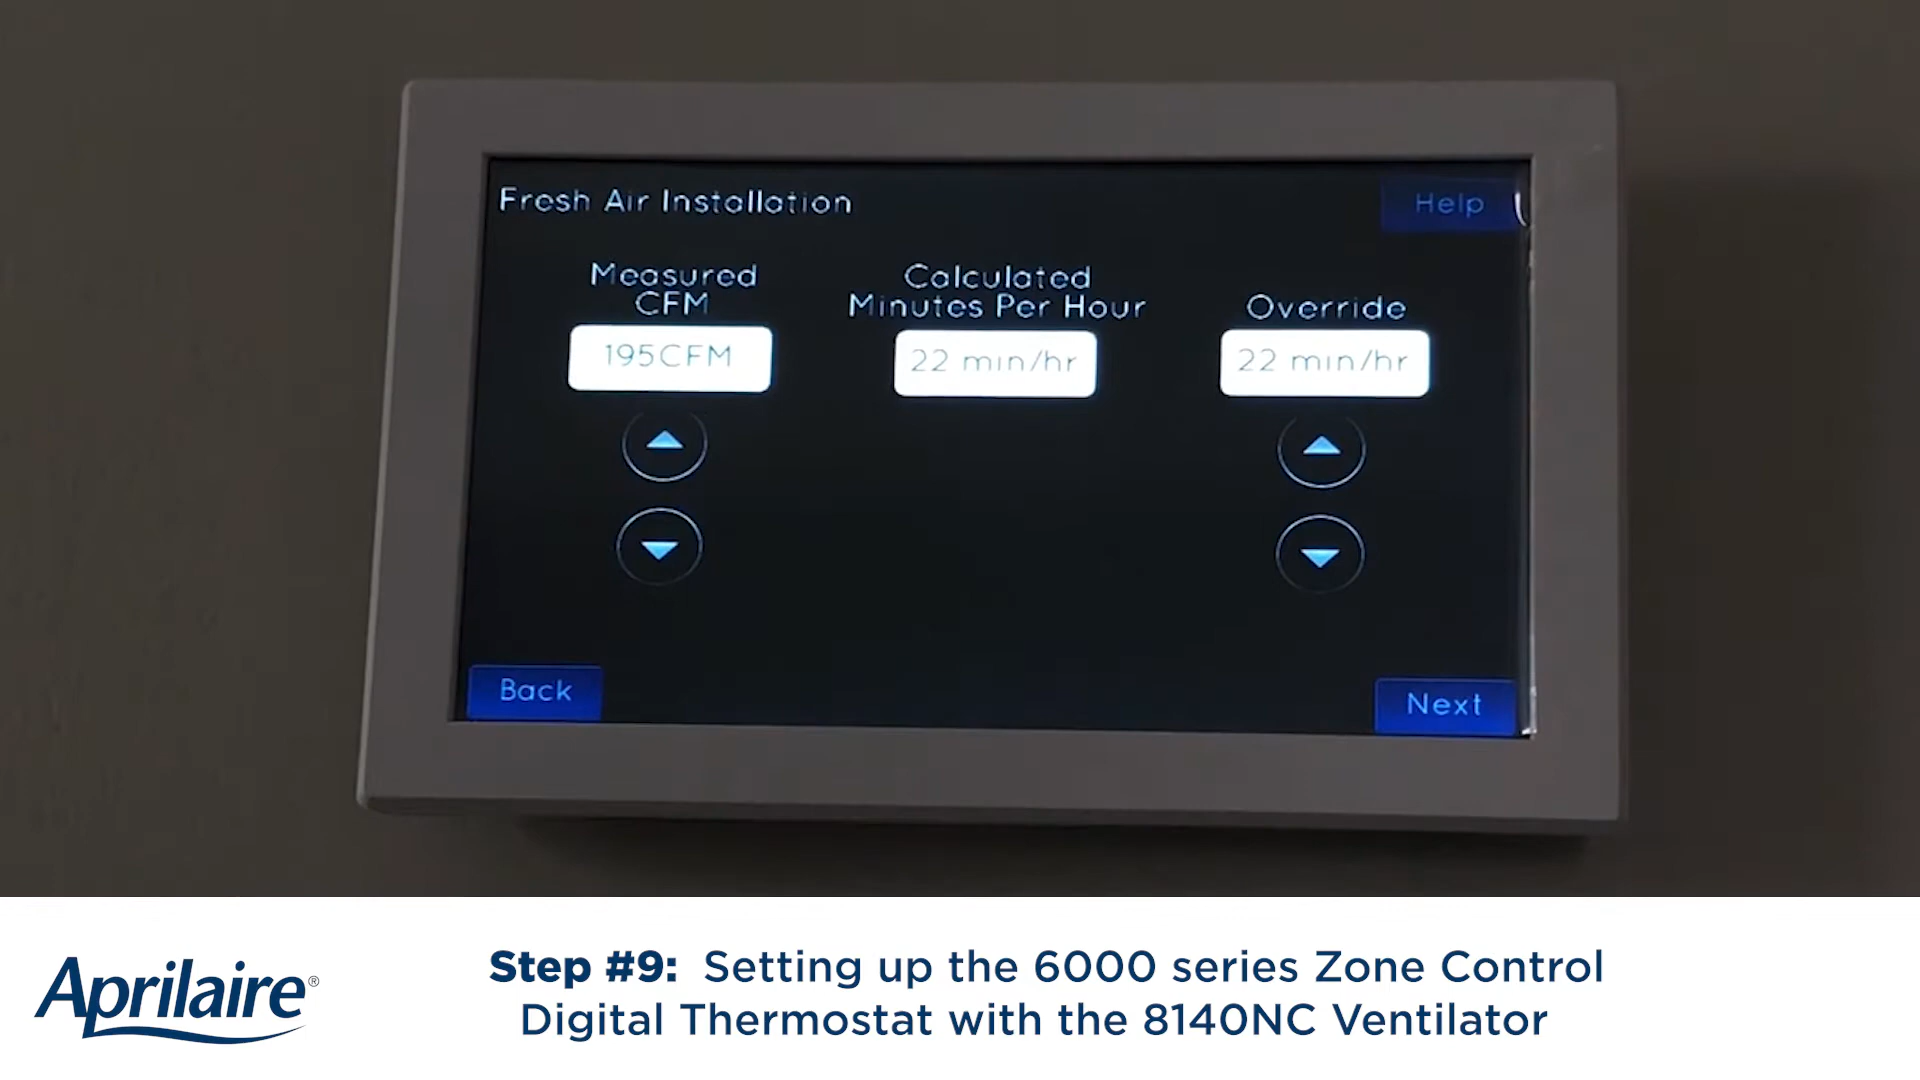 Fresh Air Installation
Help
Measured
CFM
Calculated
Minutes Per Hour
Override
195CFM
22 min/hr
22 min/hr
Back
Next
Aprilaire®
Step #9: Setting up the 6000 series Zone Control
Digital Thermostat with the 8140NC Ventilator